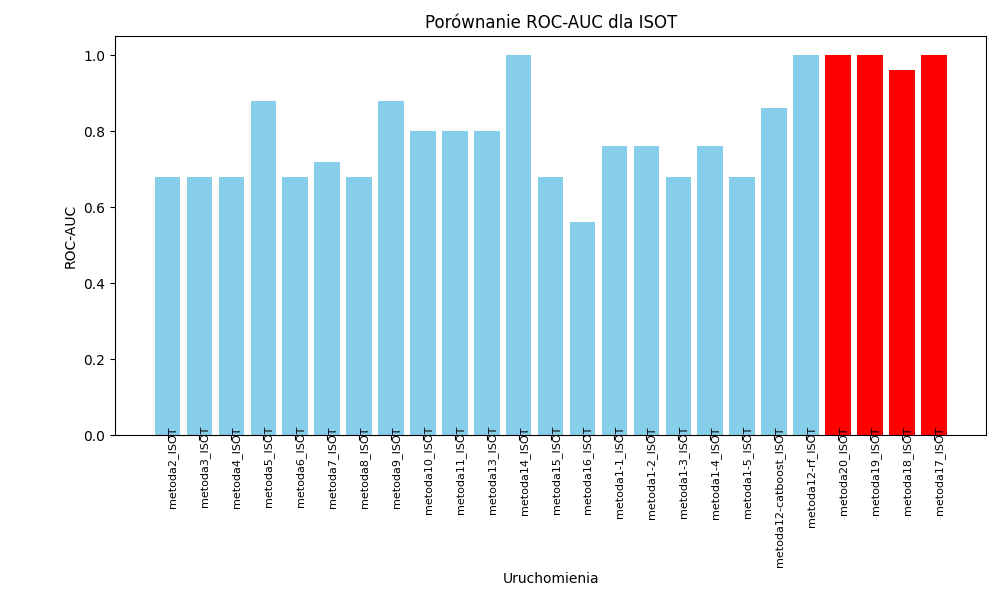 Porównanie ROC-AUC dla ISOT
ROC-AUC
1.0
0.8
0.6
0.4
0.2
0.0
metoda2_ISOT
metoda3_ISOT
metoda4_ISOT
metoda5_ISOT
metoda6_ISOT
metoda7_ISOT
metoda8_ISOT
metoda9_ISOT
metoda10_ISOT
metoda11_ISOT
metoda13_ISOT
metoda14_ISOT
metoda15_ISOT
metoda16_ISOT
metoda1-1_ISOT
metoda1-2_ISOT
metoda1-3_ISOT
metoda1-4_ISOT
metoda1-5_ISOT
metoda12-catboost_ISOT
metoda12-rf_ISOT
metoda20_ISOT
metoda19_ISOT
metoda18_ISOT
metoda17_ISOT
Uruchomienia